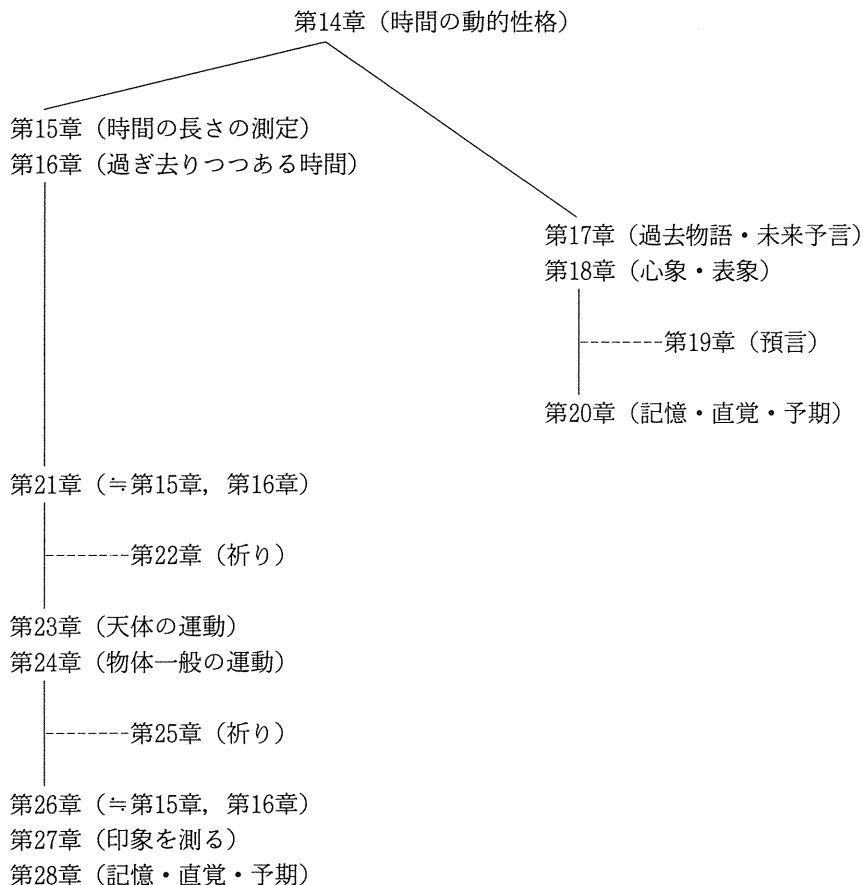 第14章（時間の動的性格）
第15章（時間の長さの測定）
第16章（過ぎ去りつつある時間）
第17章（過去物語・未来予言）
第18章（心象・表象）
第19章（預言）
第20章（記憶・直覚・予期）
第21章（≒第15章，第16章）
第22章（祈り）
第23章（天体の運動）
第24章（物体一般の運動）
第25章（祈り）
第26章（≒第15章，第16章）
第27章（印象を測る）
第28章（記憶・直覚・予期）